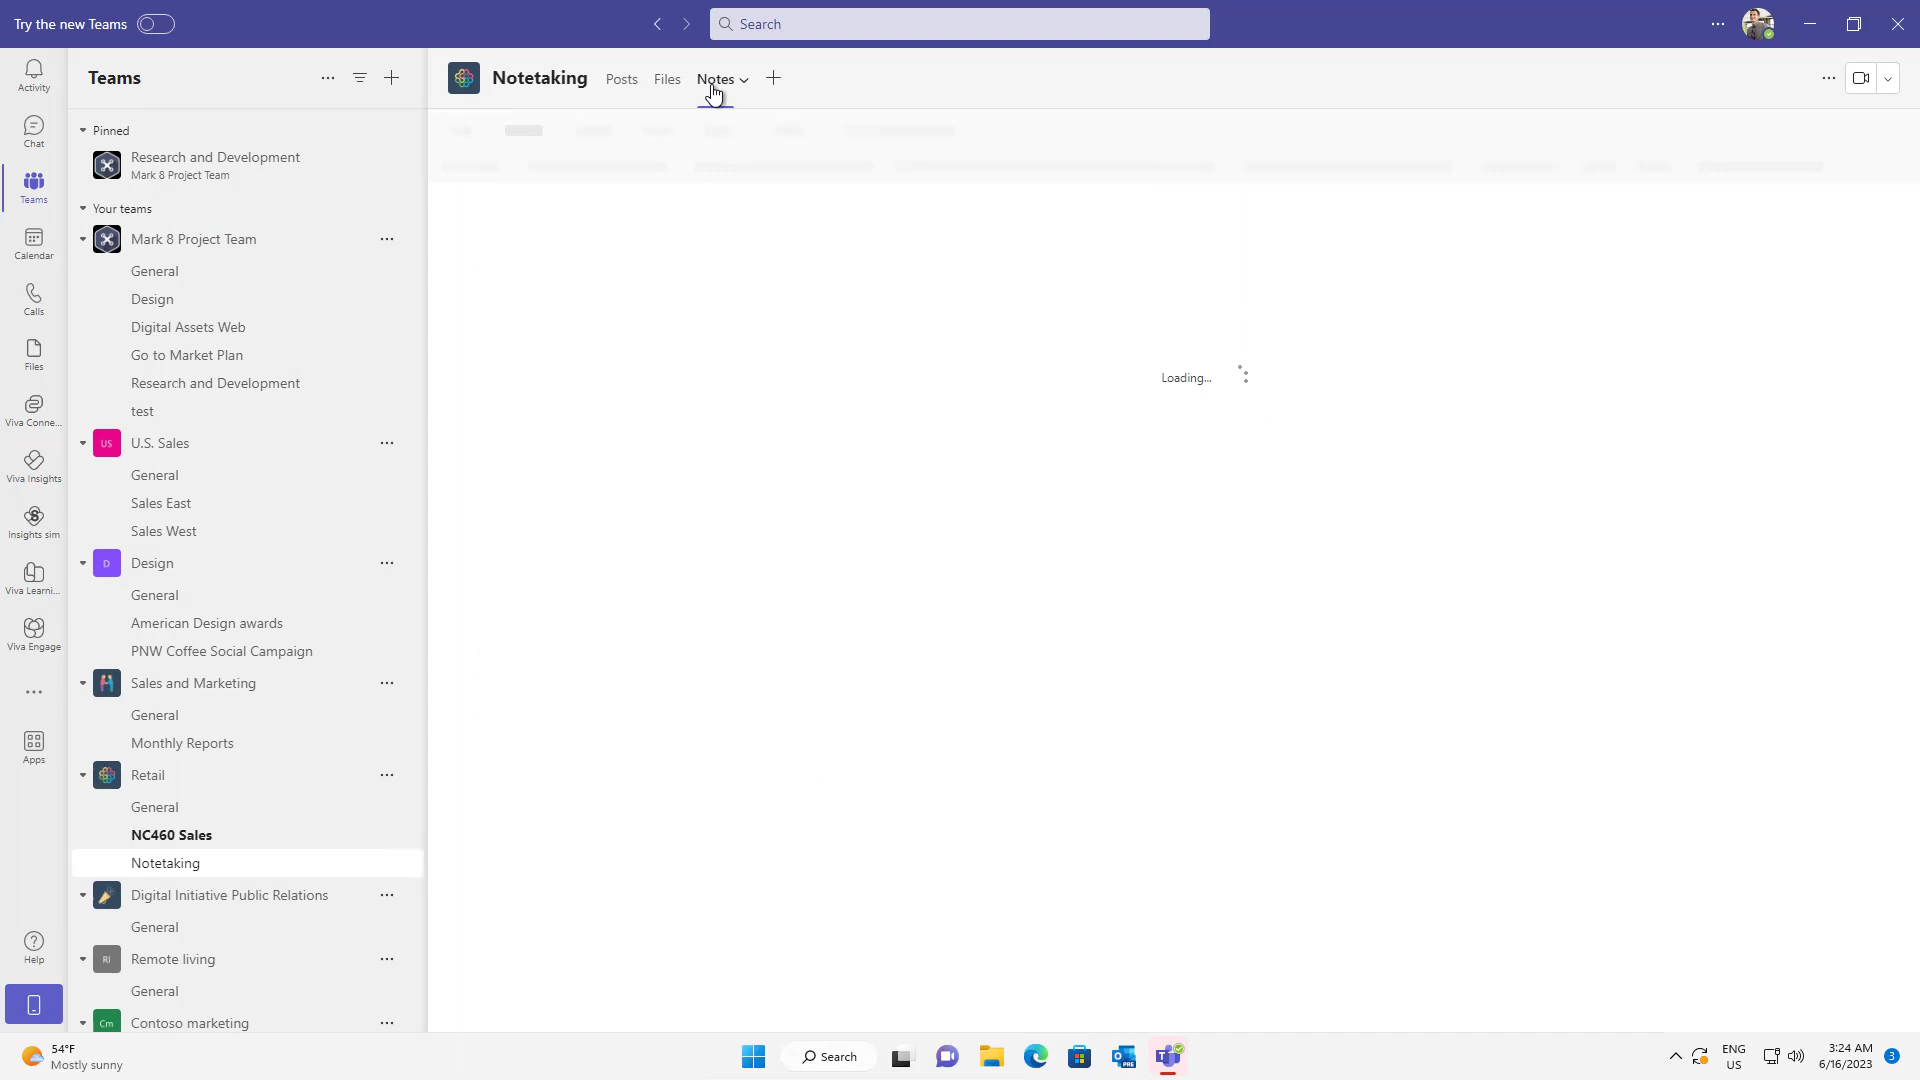 Try the new Teams
Search
Activity
Chat
Teams
Calendar
Calls
Files
Viva Conne...
Viva Insights
Insights sim
Viva Learni...
Viva Engage
Apps
Help
Teams
Pinned
Research and Development
Mark 8 Project Team
Your teams
Mark 8 Project Team
General
Design
Digital Assets Web
Go to Market Plan
Research and Development
test
US
U.S. Sales
General
Sales East
Sales West
D
Design
General
American Design awards
PNW Coffee Social Campaign
Sales and Marketing
General
Monthly Reports
Retail
General
NC460 Sales
Notetaking
Digital Initiative Public Relations
General
Rl
Remote living
General
Cm
Contoso marketing
Notetaking Posts Files Notes
Loading...
54°F
Mostly sunny
Search
PRE
ENG
US
3:24 AM
6/16/2023
3